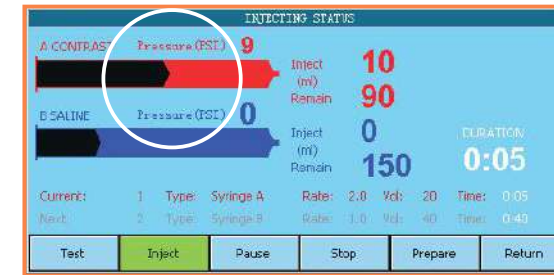 INJECTING STATUS
A CONTRAST Pressure(PSI) 9
Inject 10
(ml)
Remain 90
B SALINE Pressure(PSI) 0
Inject 0
(ml)
Remain 150
DURATION
0:05
Current: 1 Type: Syringe A Rate: 2.0 Vol: 20 Time: 0:05
Next: 2 Type: Syringe B Rate: 1.0 Vol: 40 Time: 0:40
Test Inject Pause Stop Prepare Return